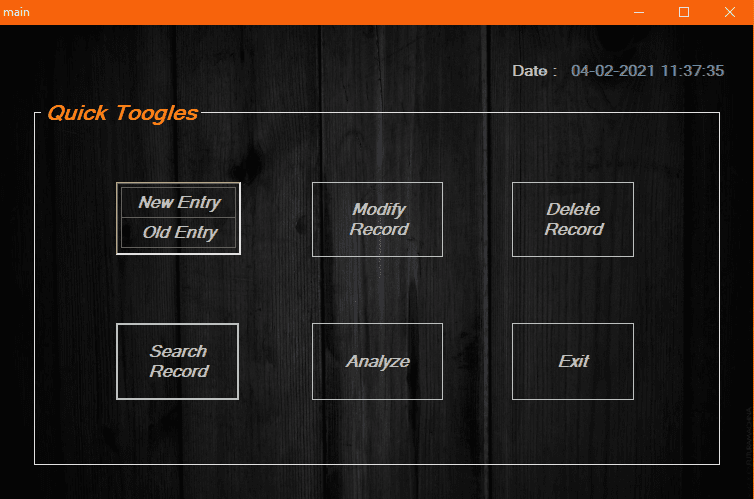 main
Date : 04-02-2021 11:37:35
Quick Toogles
New Entry
Old Entry
Modify
Record
Delete
Record
Search
Record
Analyze
Exit